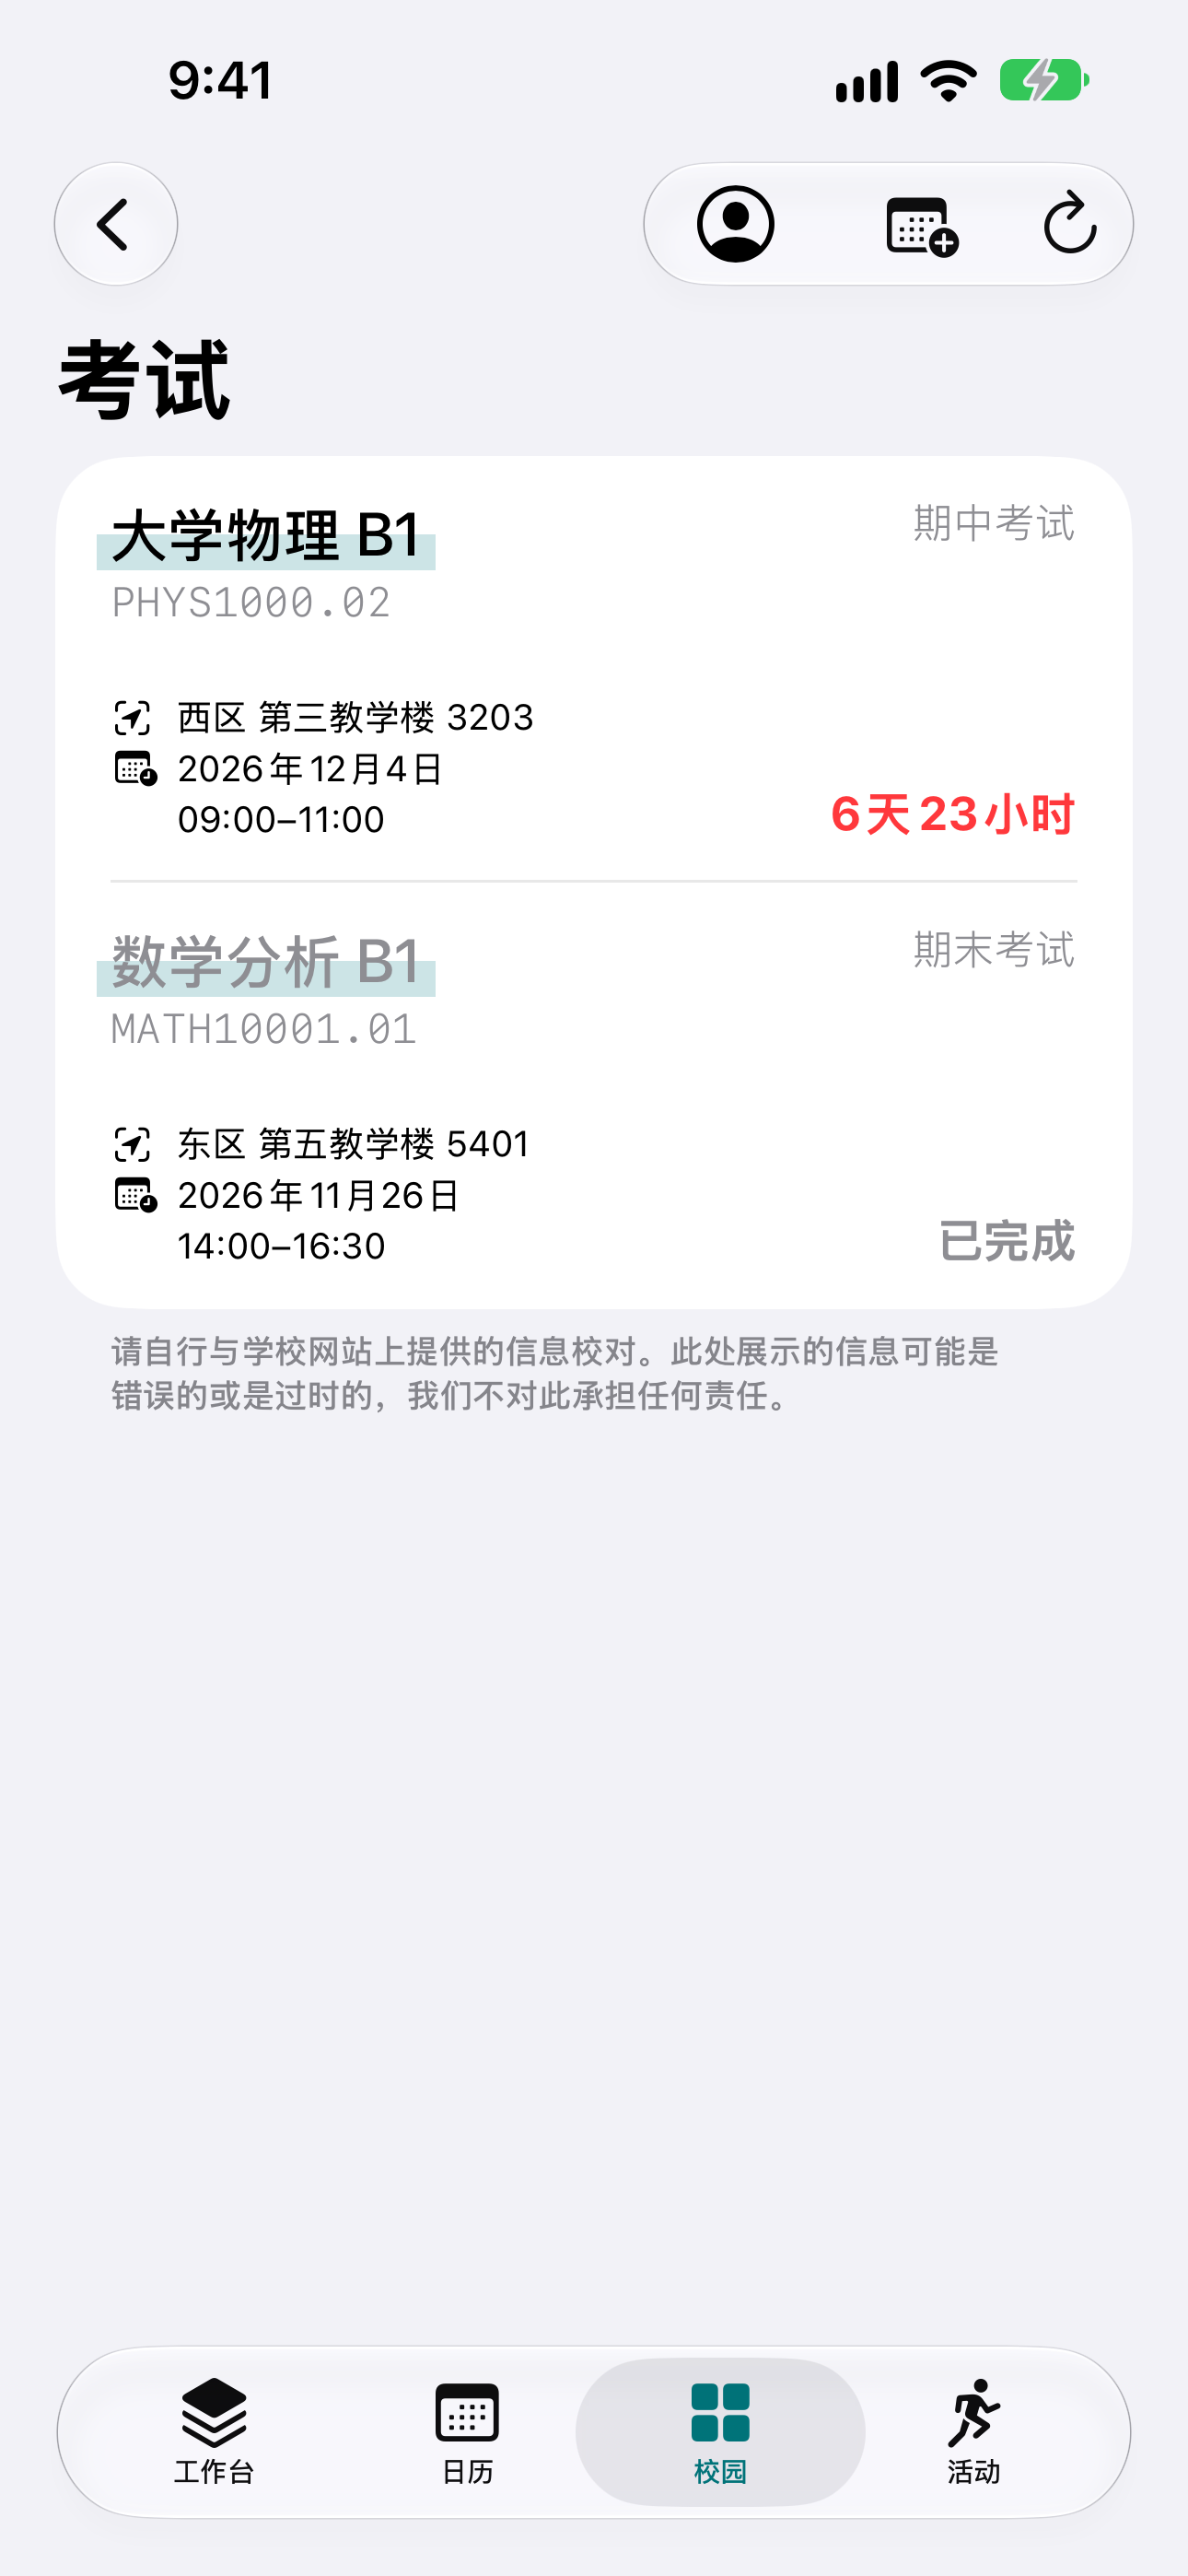 9:41
考试
大学物理 B1
期中考试
PHYS1000.02
西区 第三教学楼 3203
2026年12月4日
09:00–11:00
6天23小时
数学分析 B1
期末考试
MATH10001.01
东区 第五教学楼 5401
2026年11月26日
14:00–16:30
已完成
请自行与学校网站上提供的信息校对。此处展示的信息可能是
错误的或是过时的，我们不对此承担任何责任。
工作台
日历
校园
活动